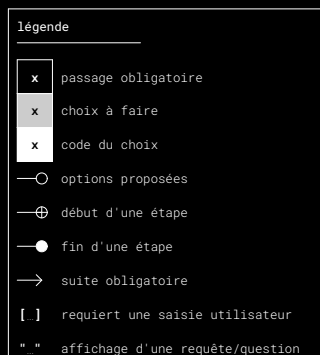 légende
x passage obligatoire
x choix à faire
x code du choix
options proposées
début d'une étape
fin d'une étape
suite obligatoire
[…] requiert une saisie utilisateur
"…" affichage d'une requête/question